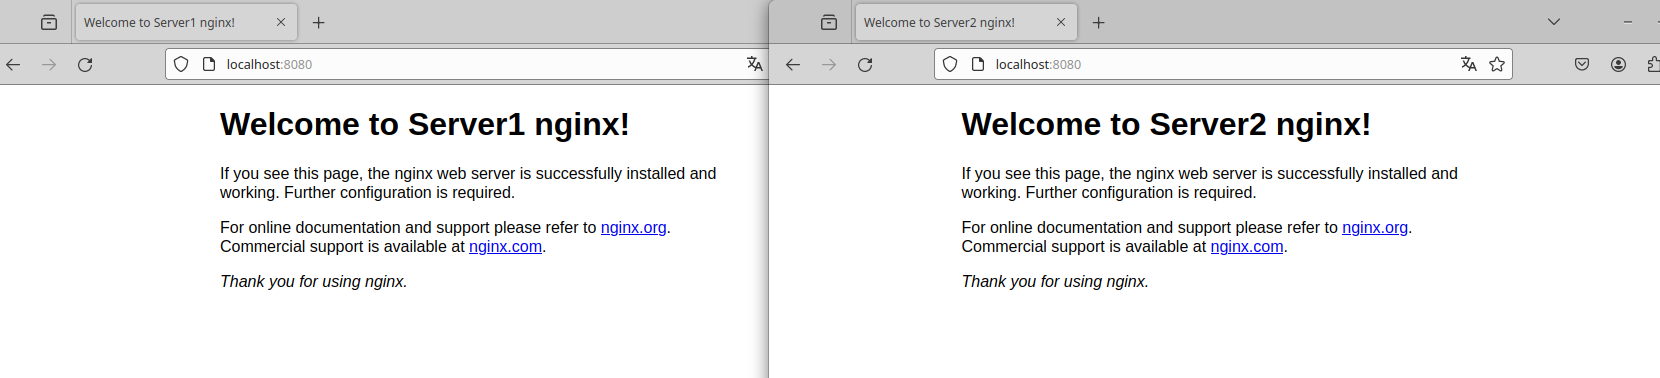 Welcome to Server1 nginx!
localhost:8080
Welcome to Server1 nginx!
If you see this page, the nginx web server is successfully installed and
working. Further configuration is required.
For online documentation and support please refer to nginx.org.
Commercial support is available at nginx.com.
Thank you for using nginx.
Welcome to Server2 nginx!
localhost:8080
Welcome to Server2 nginx!
If you see this page, the nginx web server is successfully installed and
working. Further configuration is required.
For online documentation and support please refer to nginx.org.
Commercial support is available at nginx.com.
Thank you for using nginx.